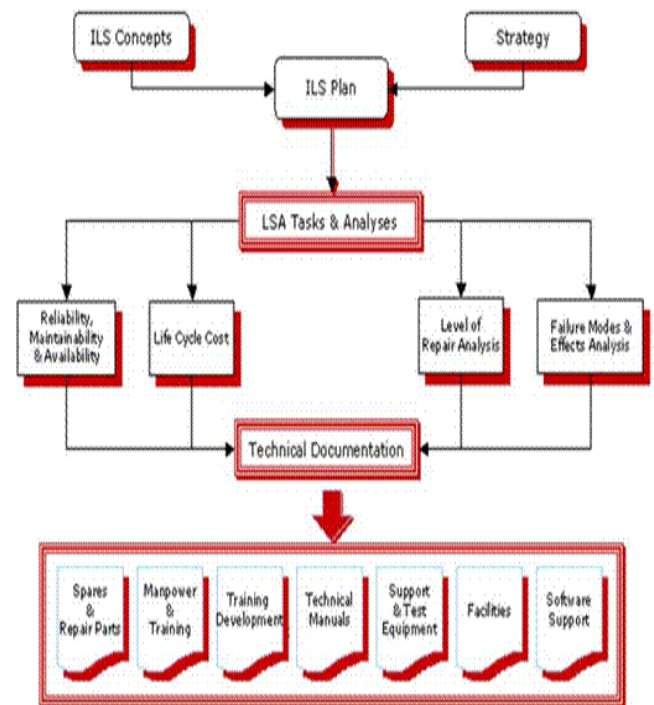 ILS Concepts
Strategy
ILS Plan
LSA Tasks & Analyses
Reliability,
Maintainability
& Availability
Life Cycle Cost
Level of
Repair Analysis
Failure Modes &
Effects Analysis
Technical Documentation
Spares
&
Repair Parts
Manpower
&
Training
Training
Development
Technical
Manuals
Support
& Test
Equipment
Facilities
Software
Support